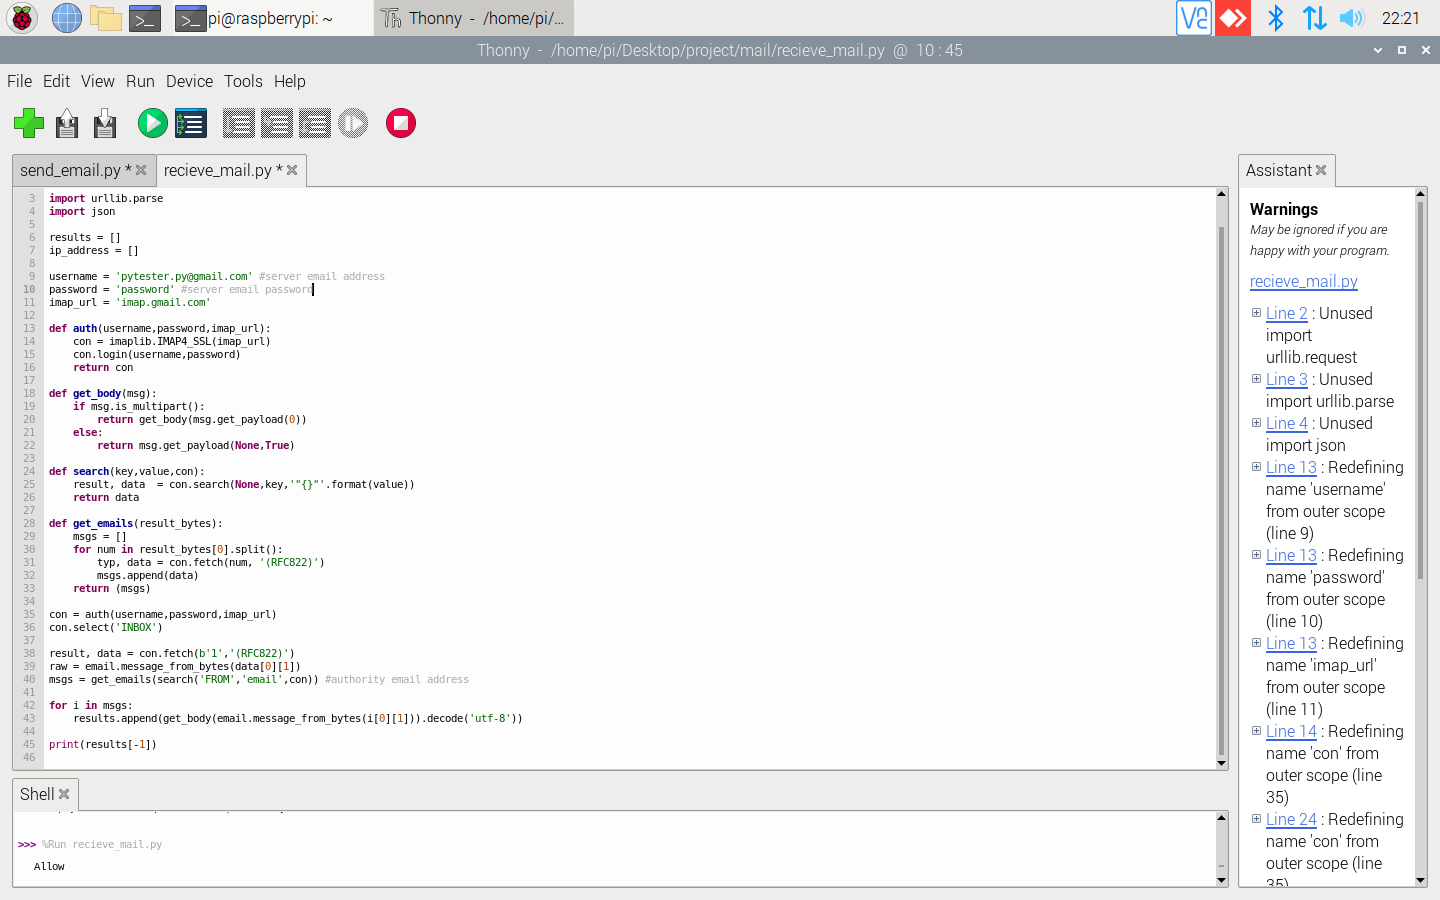 pi@raspberrypi: ~
Thonny - /home/pi/...
22:21
Thonny - /home/pi/Desktop/project/mail/recieve_mail.py @ 10 : 45
File Edit View Run Device Tools Help
send_email.py *
recieve_mail.py *
3 import urllib.parse
4 import json
5
6 results = []
7 ip_address = []
8
9 username = 'pytester.py@gmail.com' #server email address
10 password = 'password' #server email password
11 imap_url = 'imap.gmail.com'
12
13 def auth(username,password,imap_url):
14     con = imaplib.IMAP4_SSL(imap_url)
15     con.login(username,password)
16     return con
17
18 def get_body(msg):
19     if msg.is_multipart():
20         return get_body(msg.get_payload(0))
21     else:
22         return msg.get_payload(None,True)
23
24 def search(key,value,con):
25     result, data  = con.search(None,key,'"{}"'.format(value))
26     return data
27
28 def get_emails(result_bytes):
29     msgs = []
30     for num in result_bytes[0].split():
31         typ, data = con.fetch(num, '(RFC822)')
32         msgs.append(data)
33     return (msgs)
34
35 con = auth(username,password,imap_url)
36 con.select('INBOX')
37
38 result, data = con.fetch(b'1','(RFC822)')
39 raw = email.message_from_bytes(data[0][1])
40 msgs = get_emails(search('FROM','email',con)) #authority email address
41
42 for i in msgs:
43     results.append(get_body(email.message_from_bytes(i[0][1])).decode('utf-8'))
44
45 print(results[-1])
46
Shell
>>> %Run recieve_mail.py
Allow
Assistant
Warnings
May be ignored if you are
happy with your program.
recieve_mail.py
Line 2 : Unused
import
urllib.request
Line 3 : Unused
import urllib.parse
Line 4 : Unused
import json
Line 13 : Redefining
name 'username'
from outer scope
(line 9)
Line 13 : Redefining
name 'password'
from outer scope
(line 10)
Line 13 : Redefining
name 'imap_url'
from outer scope
(line 11)
Line 14 : Redefining
name 'con' from
outer scope (line
35)
Line 24 : Redefining
name 'con' from
outer scope (line
35)